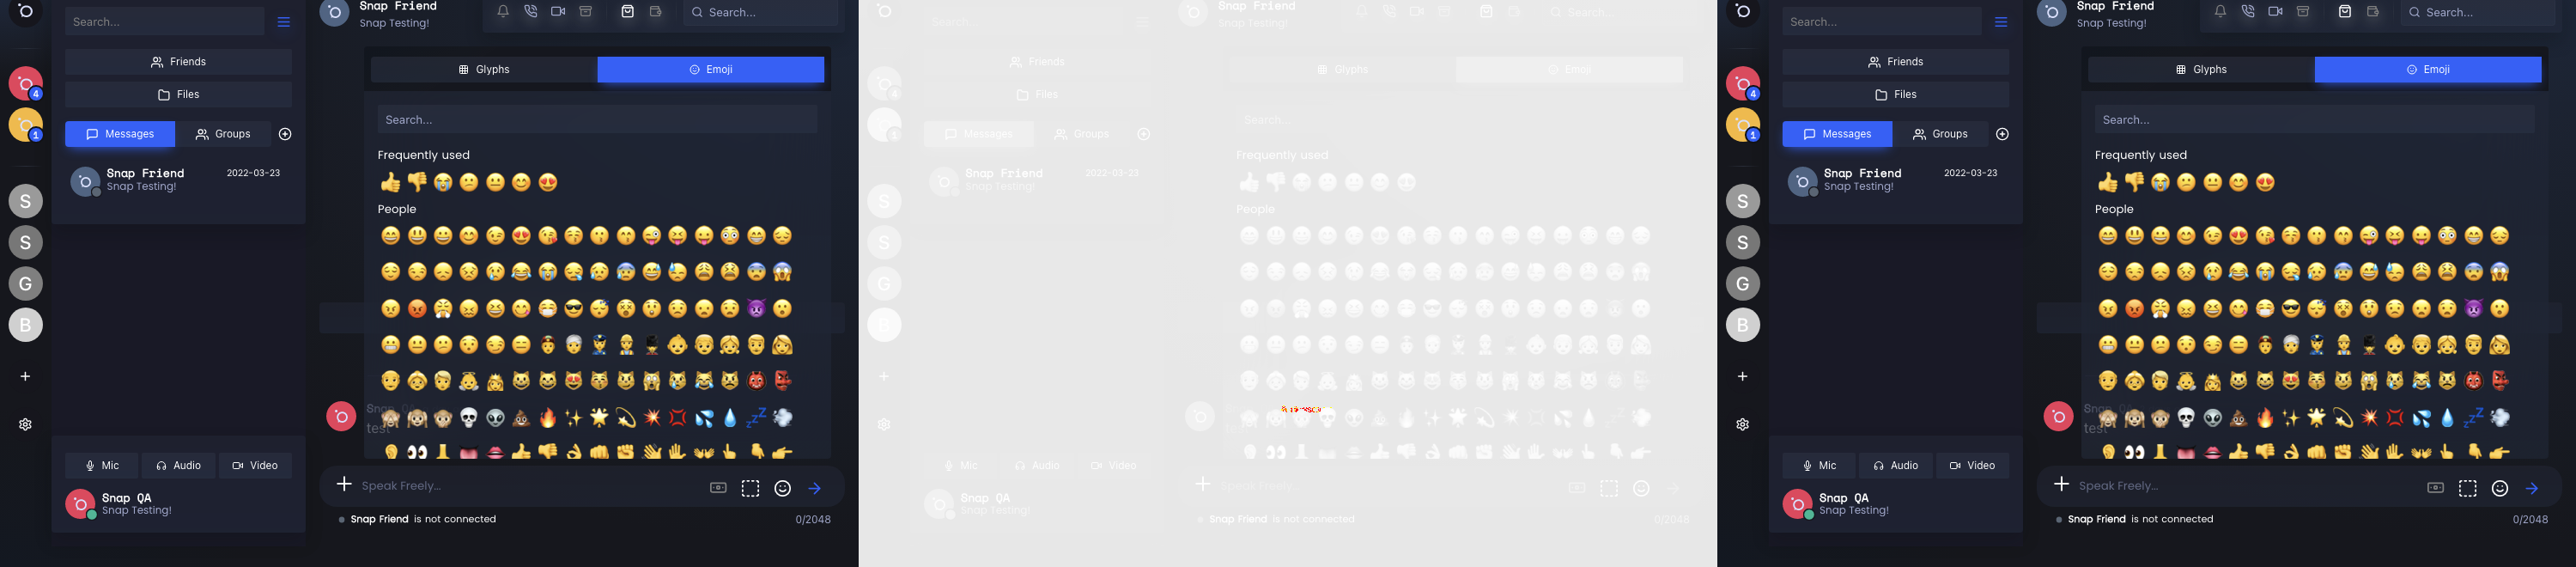 Search...
Friends
Files
4
1
Messages
Groups
Snap Friend
2022-03-23
Snap Testing!
S
S
G
B
Mic
Audio
Video
Snap QA
Snap Testing!
Snap Friend
Snap Testing!
Search...
Glyphs
Emoji
Search...
Frequently used
People
test
Speak Freely...
Snap Friend is not connected
0/2048
Search...
Friends
Files
Messages
Groups
Snap Friend
2022-03-23
Snap Testing!
S
S
G
B
Mic
Audio
Video
Snap QA
Snap Testing!
Snap Friend
Snap Testing!
Search...
Glyphs
Emoji
Search...
Frequently used
People
Speak Freely...
Snap Friend is not connected
0/2048
Search...
Friends
Files
4
1
Messages
Groups
Snap Friend
2022-03-23
Snap Testing!
S
S
G
B
Mic
Audio
Video
Snap QA
Snap Testing!
Snap Friend
Snap Testing!
Search...
Glyphs
Emoji
Search...
Frequently used
People
test
Speak Freely...
Snap Friend is not connected
0/2048